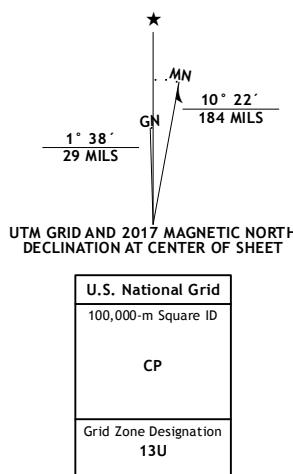 ★
MN
GN
10° 22´
184 MILS
1° 38´
29 MILS
UTM GRID AND 2017 MAGNETIC NORTH
DECLINATION AT CENTER OF SHEET
U.S. National Grid
100,000-m Square ID
CP
Grid Zone Designation
13U